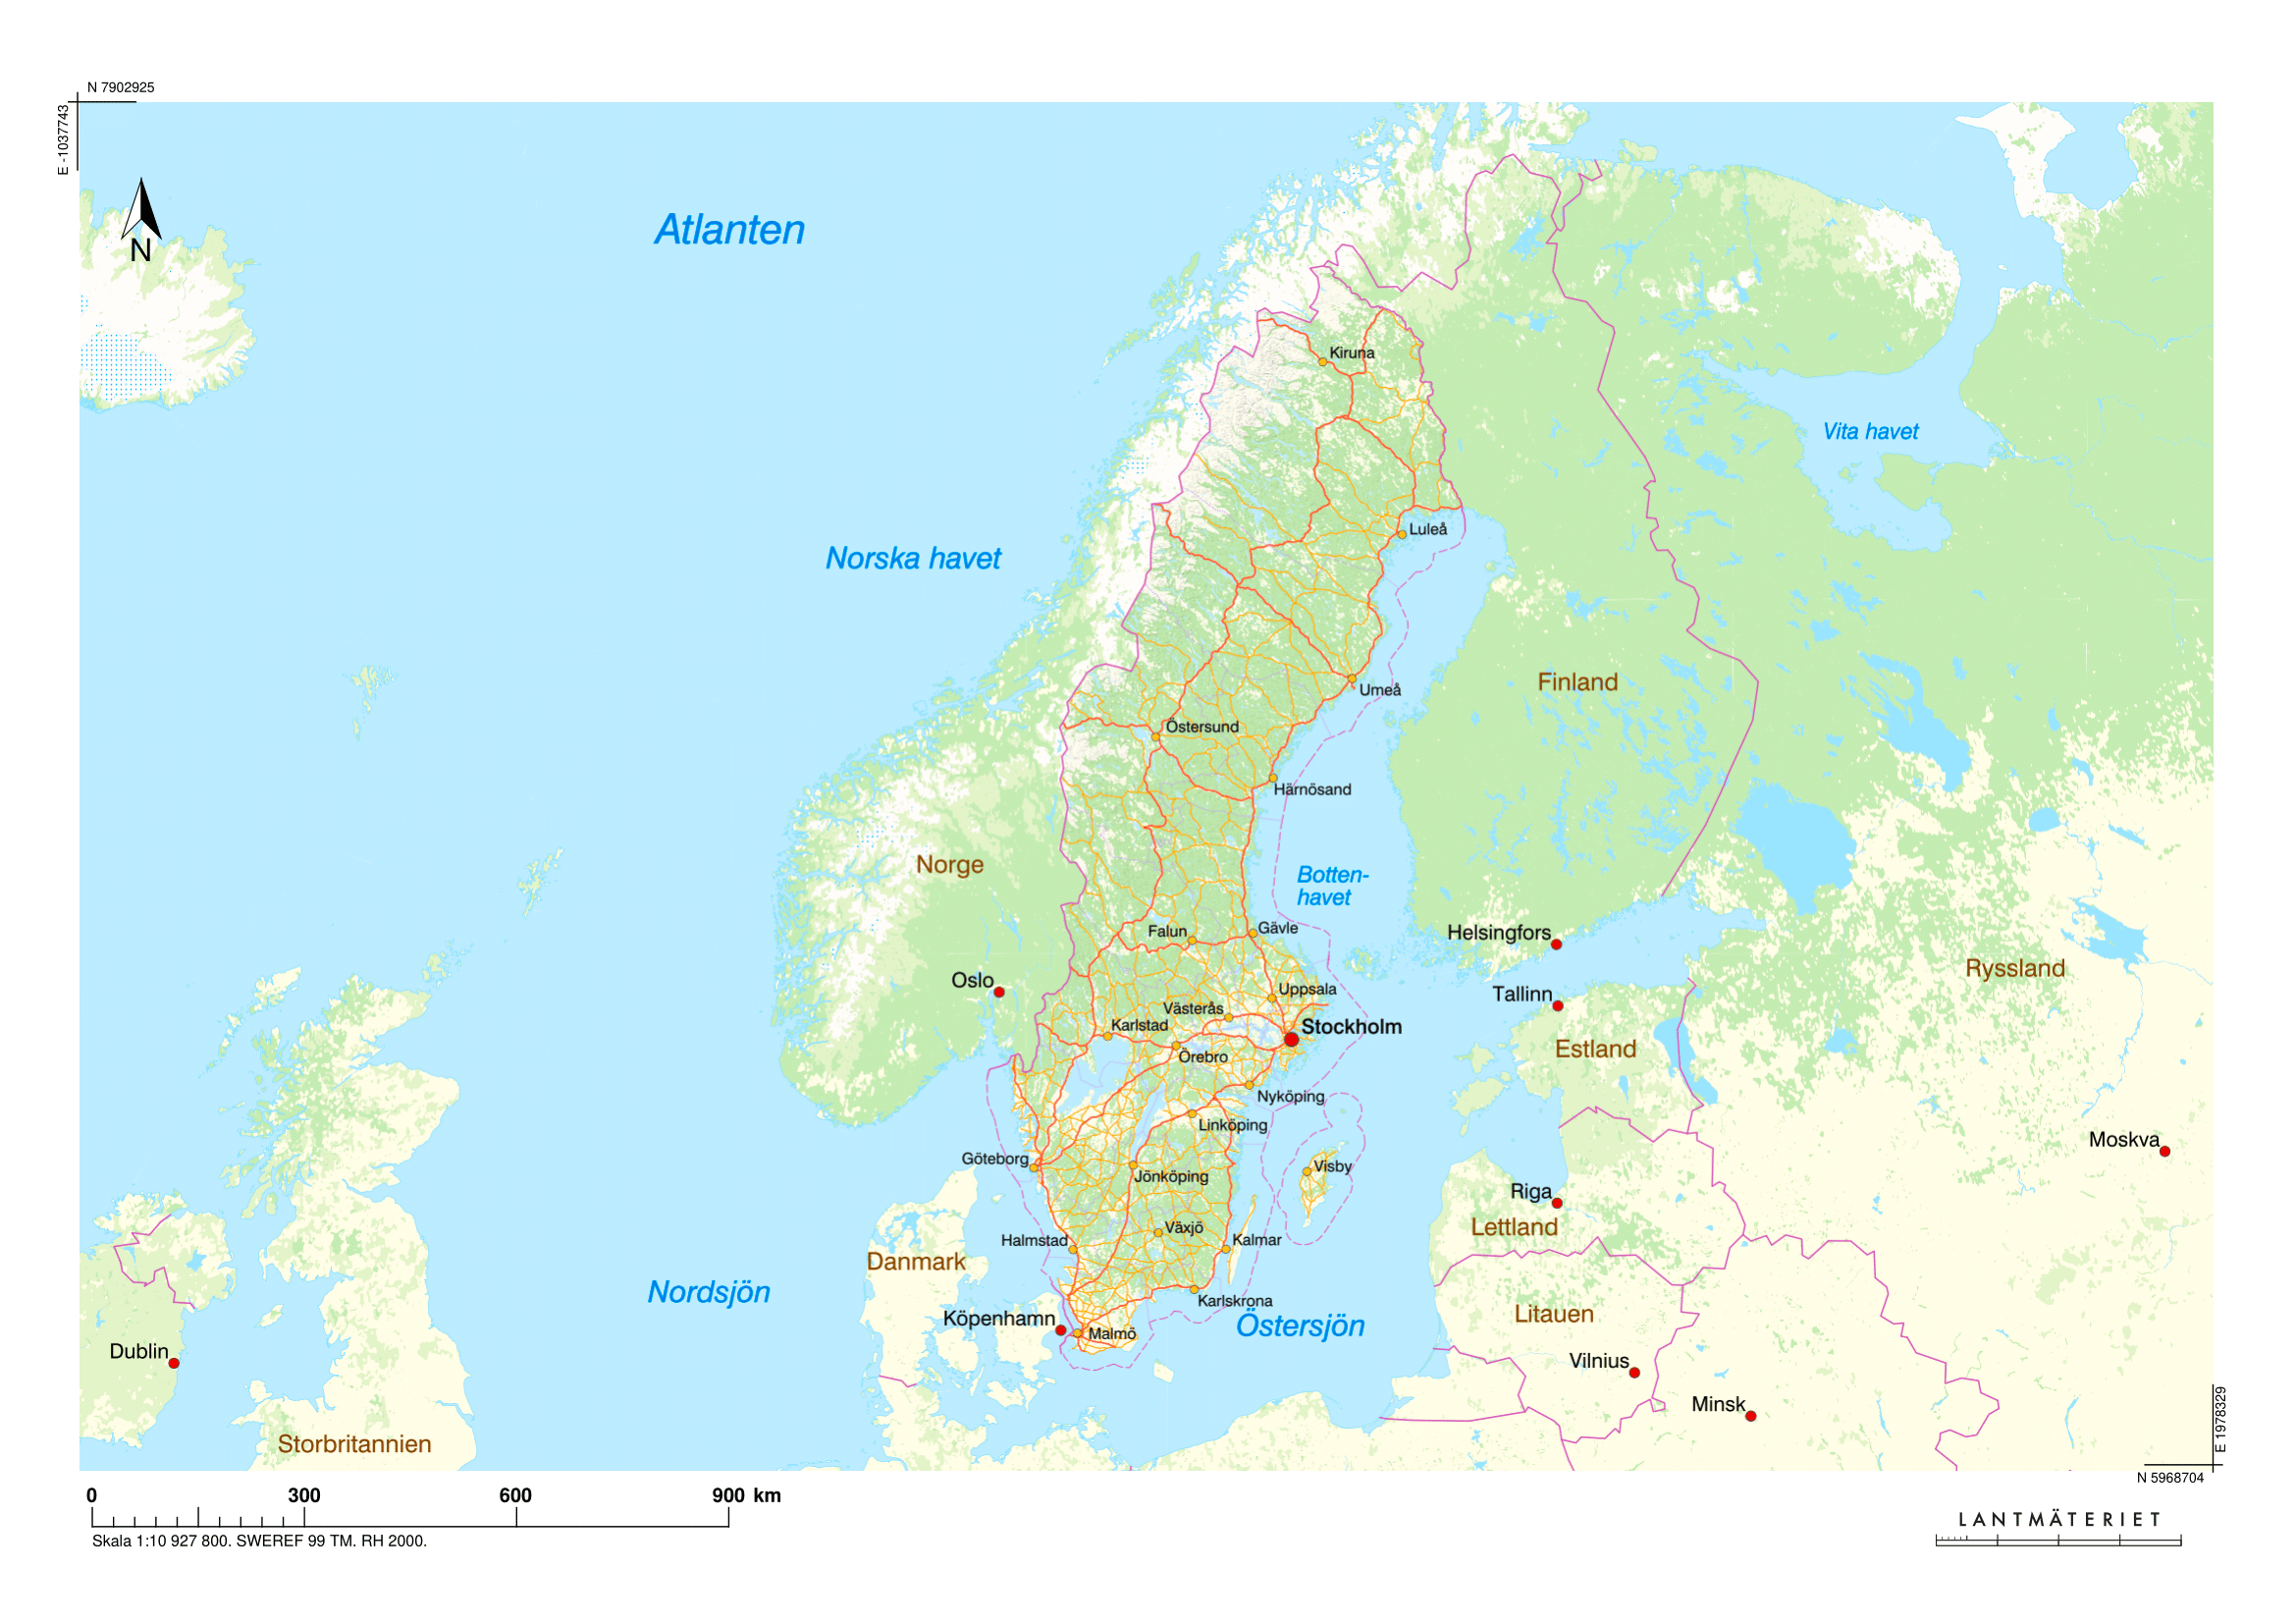 N 7902925
E -1037743
N
Atlanten
Kiruna
Vita havet
Luleå
Norska havet
Finland
Umeå
Östersund
Härnösand
Norge
Botten-
havet
Falun
Gävle
Helsingfors
Ryssland
Oslo
Uppsala
Tallinn
Västerås
Karlstad
Stockholm
Örebro
Estland
Nyköping
Linköping
Moskva
Göteborg
Jönköping
Visby
Riga
Lettland
Växjö
Halmstad
Kalmar
Danmark
Nordsjön
Karlskrona
Litauen
Köpenhamn
Malmö
Östersjön
Dublin
Vilnius
Minsk
Storbritannien
E 1978329
N 5968704
0 300 600 900 km
Skala 1:10 927 800. SWEREF 99 TM. RH 2000.
LANTMÄTERIET